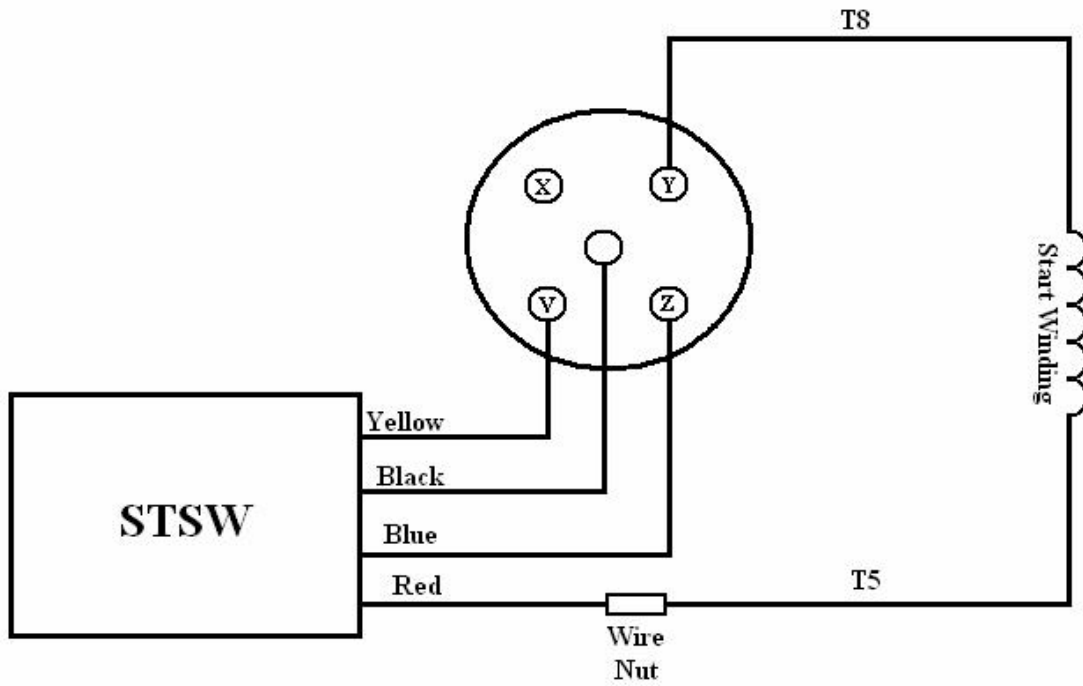 T8
X
Y
V
Z
Start Winding
Yellow
Black
STSW
Blue
Red
T5
Wire
Nut